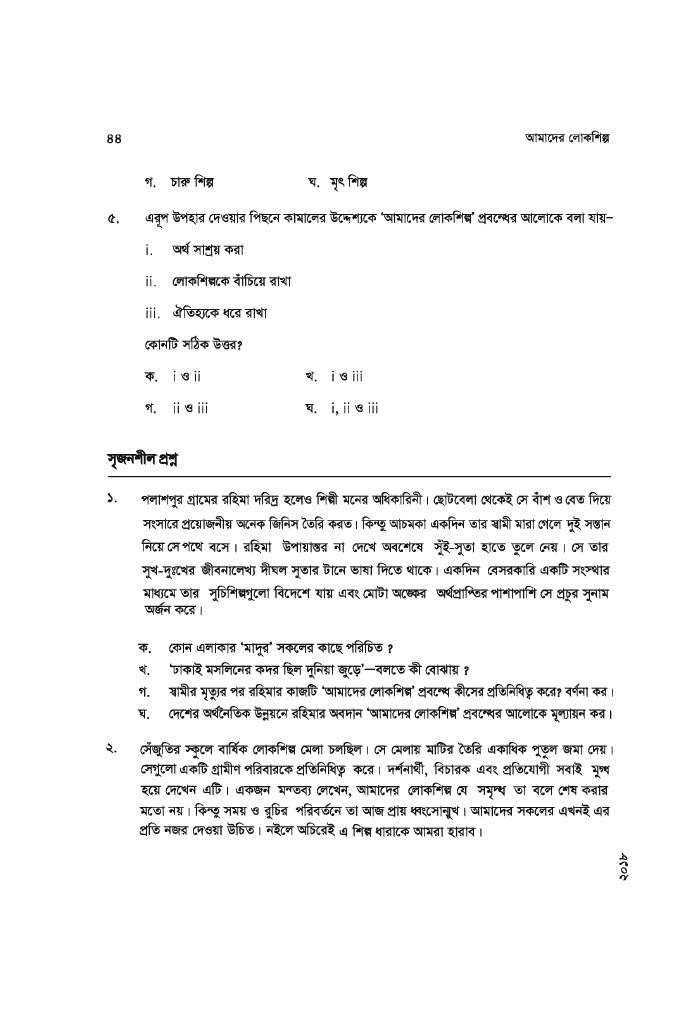 ৪৪ আমাদের লোকশিল্প
গ. চারু শিল্প ঘ. মৃৎ শিল্প
৫. এরূপ উপহার দেওয়ার পিছনে কামালের উদ্দেশ্যকে ‘আমাদের লোকশিল্প’ প্রবন্ধের আলোকে বলা যায়–
i. অর্থ সাশ্রয় করা
ii. লোকশিল্পকে বাঁচিয়ে রাখা
iii. ঐতিহ্যকে ধরে রাখা
কোনটি সঠিক উত্তর?
ক. i ও ii খ. i ও iii
গ. ii ও iii ঘ. i, ii ও iii
সৃজনশীল প্রশ্ন
১. পলাশপুর গ্রামের রহিমা দরিদ্র হলেও শিল্পী মনের অধিকারিনী। ছোটবেলা থেকেই সে বাঁশ ও বেত দিয়ে
সংসারে প্রয়োজনীয় অনেক জিনিস তৈরি করত। কিন্তু আচমকা একদিন তার স্বামী মারা গেলে দুই সন্তান
নিয়ে সে পথে বসে। রহিমা উপায়ান্তর না দেখে অবশেষে সুঁই-সুতা হাতে তুলে নেয়। সে তার
সুখ-দুঃখের জীবনালেখ্য দীঘল সুতার টানে ভাষা দিতে থাকে। একদিন বেসরকারি একটি সংস্থার
মাধ্যমে তার সুচিশিল্পগুলো বিদেশে যায় এবং মোটা অঙ্কের অর্থপ্রাপ্তির পাশাপাশি সে প্রচুর সুনাম
অর্জন করে।
ক. কোন এলাকার ‘মাদুর’ সকলের কাছে পরিচিত ?
খ. ‘ঢাকাই মসলিনের কদর ছিল দুনিয়া জুড়ে’—বলতে কী বোঝায় ?
গ. স্বামীর মৃত্যুর পর রহিমার কাজটি ‘আমাদের লোকশিল্প’ প্রবন্ধে কীসের প্রতিনিধিত্ব করে? বর্ণনা কর।
ঘ. দেশের অর্থনৈতিক উন্নয়নে রহিমার অবদান ‘আমাদের লোকশিল্প’ প্রবন্ধের আলোকে মূল্যায়ন কর।
২. সেঁজুতির স্কুলে বার্ষিক লোকশিল্প মেলা চলছিল। সে মেলায় মাটির তৈরি একাধিক পুতুল জমা দেয়।
সেগুলো একটি গ্রামীণ পরিবারকে প্রতিনিধিত্ব করে। দর্শনার্থী, বিচারক এবং প্রতিযোগী সবাই মুগ্ধ
হয়ে দেখেন এটি। একজন মন্তব্য লেখেন, আমাদের লোকশিল্প যে সমৃদ্ধ তা বলে শেষ করার
মতো নয়। কিন্তু সময় ও রুচির পরিবর্তনে তা আজ প্রায় ধ্বংসোন্মুখ। আমাদের সকলের এখনই এর
প্রতি নজর দেওয়া উচিত। নইলে অচিরেই এ শিল্প ধারাকে আমরা হারাব।
২০১৮